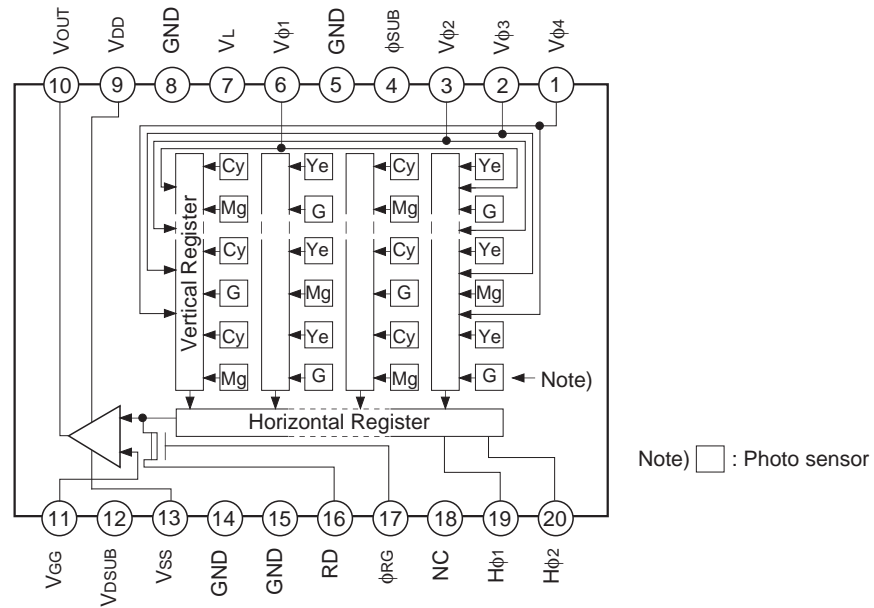 VOUT VDD GND VL Vϕ1 GND ϕSUB Vϕ2 Vϕ3 Vϕ4
10 9 8 7 6 5 4 3 2 1
Cy Ye Cy Ye
Mg G Mg G
Cy Ye Cy Ye
G Mg G Mg
Cy Ye Cy Ye
Mg G Mg G
Vertical Register
Note)
Horizontal Register
Note) : Photo sensor
11 12 13 14 15 16 17 18 19 20
VGG VDSUB VSS GND GND RD ϕRG NC Hϕ1 Hϕ2